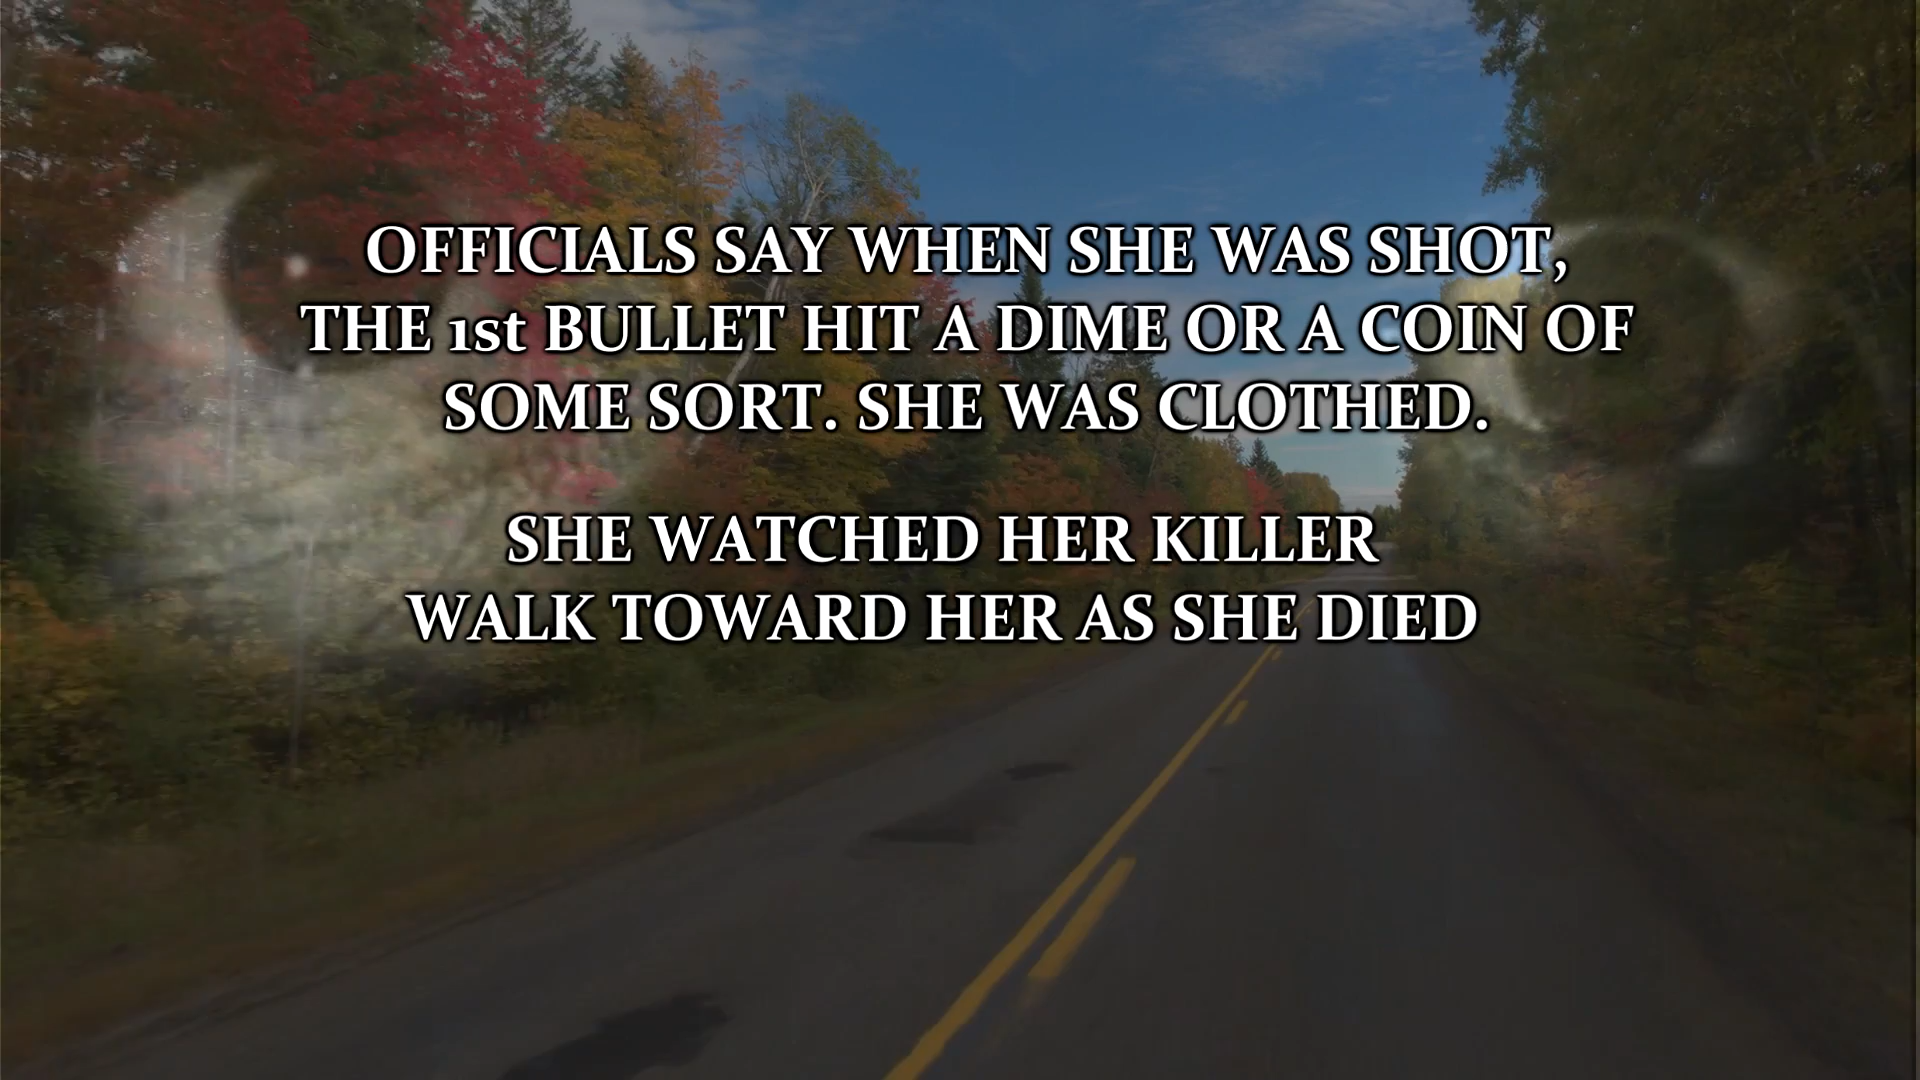 OFFICIALS SAY WHEN SHE WAS SHOT,
THE 1st BULLET HIT A DIME OR A COIN OF
SOME SORT. SHE WAS CLOTHED.
SHE WATCHED HER KILLER
WALK TOWARD HER AS SHE DIED